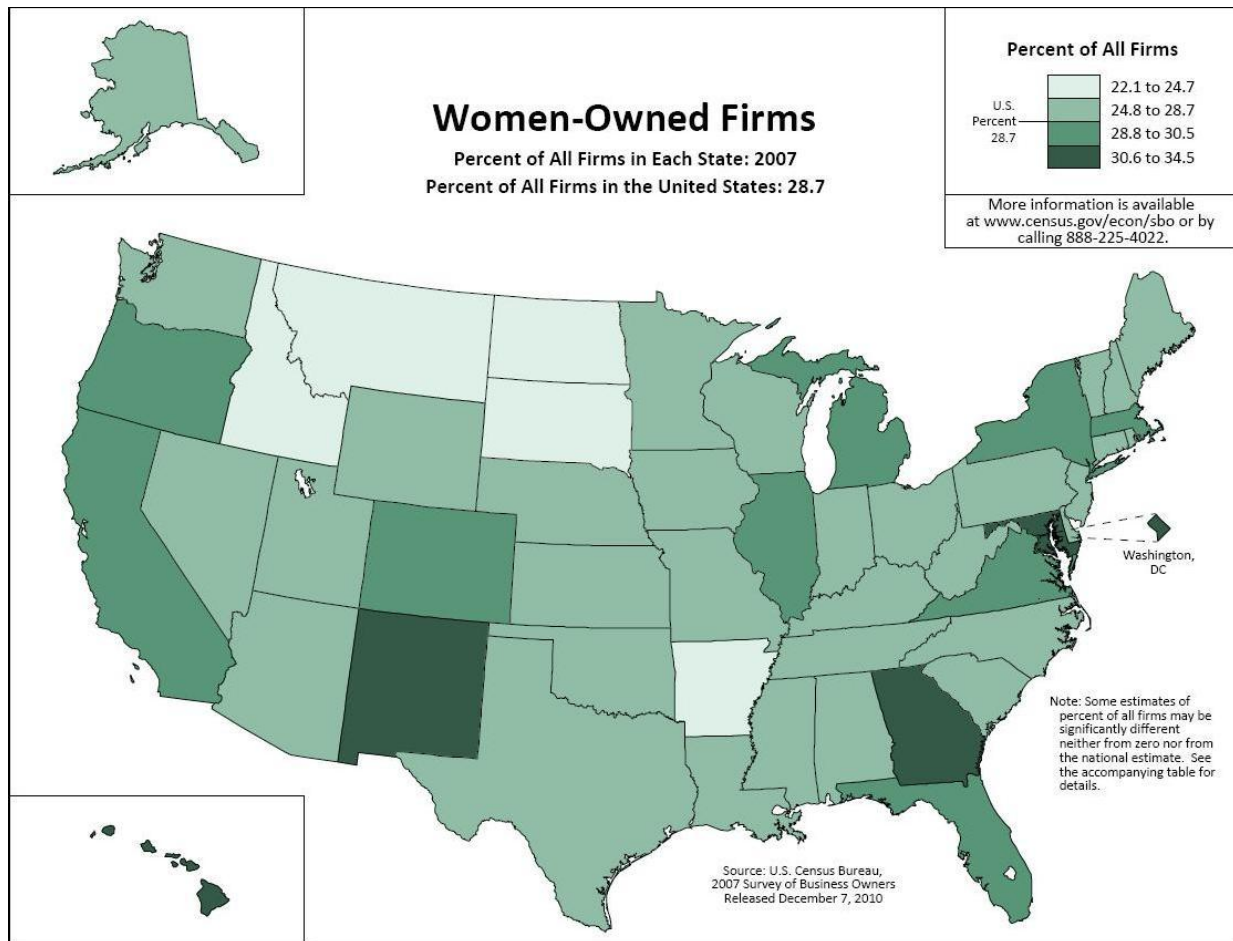 Women-Owned Firms
Percent of All Firms in Each State: 2007
Percent of All Firms in the United States: 28.7
Percent of All Firms
22.1 to 24.7
24.8 to 28.7
28.8 to 30.5
30.6 to 34.5
U.S.
Percent
28.7
More information is available
at www.census.gov/econ/sbo or by
calling 888-225-4022.
Washington,
DC
Note: Some estimates of
percent of all firms may be
significantly different
neither from zero nor from
the national estimate. See
the accompanying table for
details.
Source: U.S. Census Bureau,
2007 Survey of Business Owners
Released December 7, 2010